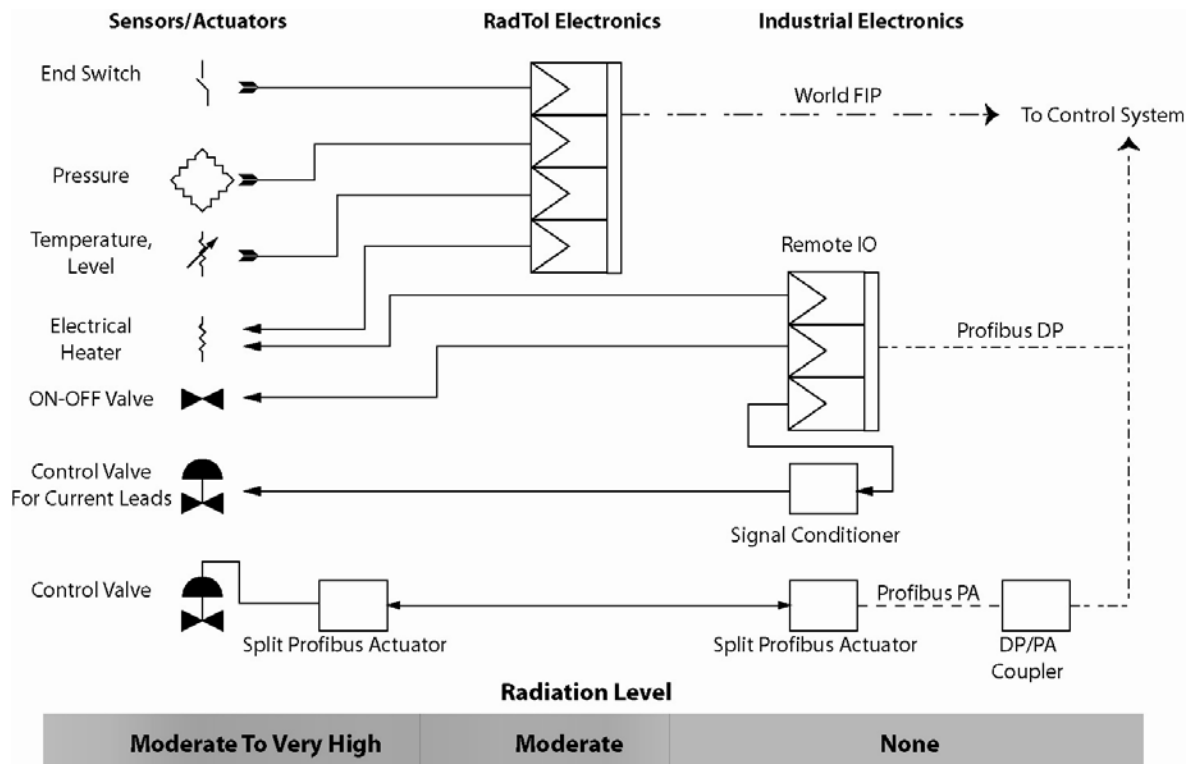 Sensors/Actuators
RadTol Electronics
Industrial Electronics
End Switch
World FIP
To Control System
Pressure
Temperature,
Level
Remote IO
Electrical
Heater
Profibus DP
ON-OFF Valve
Control Valve
For Current Leads
Signal Conditioner
Control Valve
Profibus PA
Split Profibus Actuator
Split Profibus Actuator
DP/PA
Coupler
Radiation Level
Moderate To Very High
Moderate
None